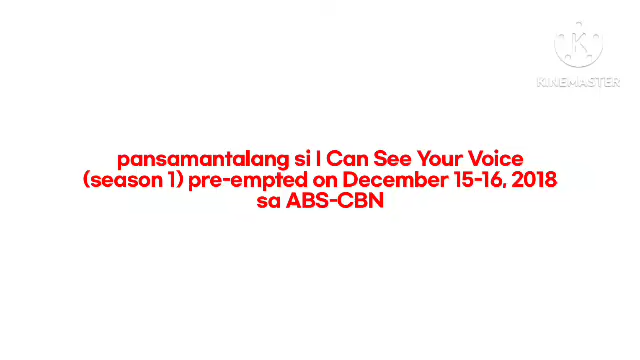 KINEMASTER
pansamantalang si I Can See Your Voice
(season 1) pre-empted on December 15-16, 2018
sa ABS-CBN